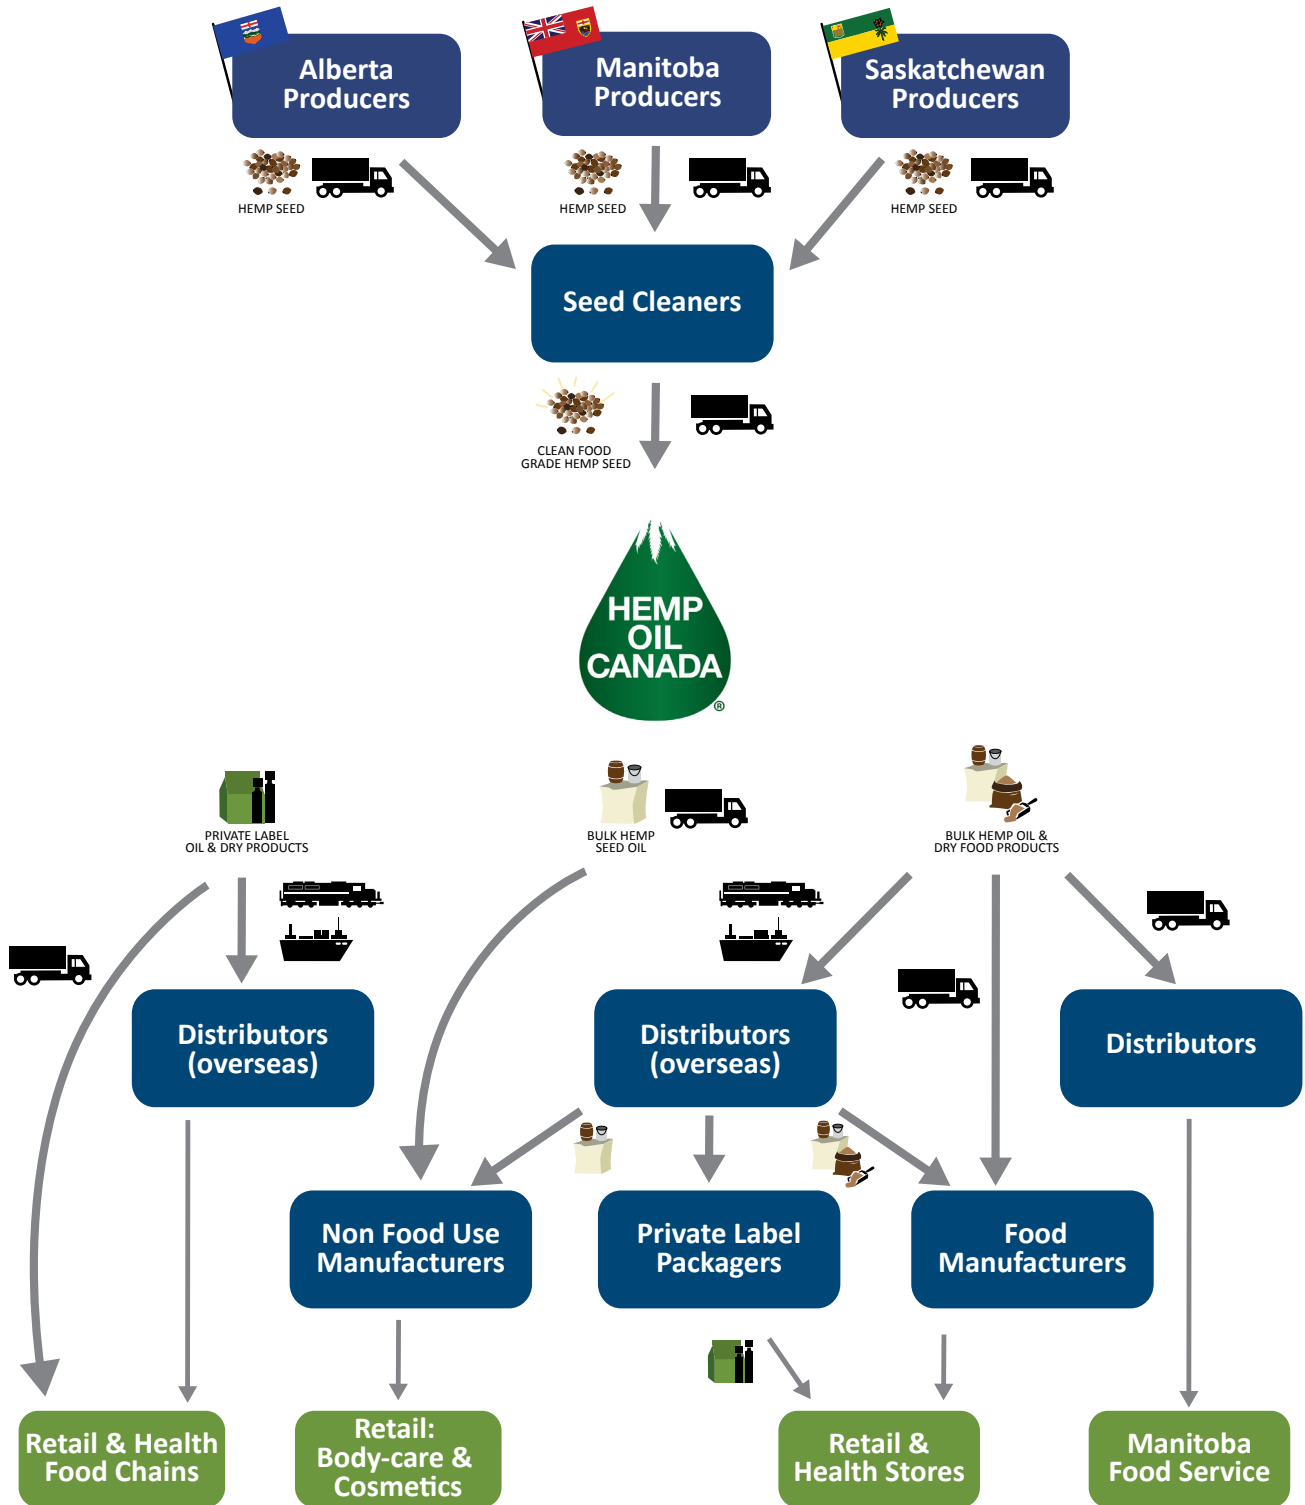 Alberta
Producers
Manitoba
Producers
Saskatchewan
Producers
HEMP SEED
HEMP SEED
HEMP SEED
Seed Cleaners
CLEAN FOOD
GRADE HEMP SEED
HEMP
OIL
CANADA
®
PRIVATE LABEL
OIL & DRY PRODUCTS
BULK HEMP
SEED OIL
BULK HEMP OIL &
DRY FOOD PRODUCTS
Distributors
(overseas)
Distributors
(overseas)
Distributors
Non Food Use
Manufacturers
Private Label
Packagers
Food
Manufacturers
Retail & Health
Food Chains
Retail:
Body-care &
Cosmetics
Retail &
Health Stores
Manitoba
Food Service